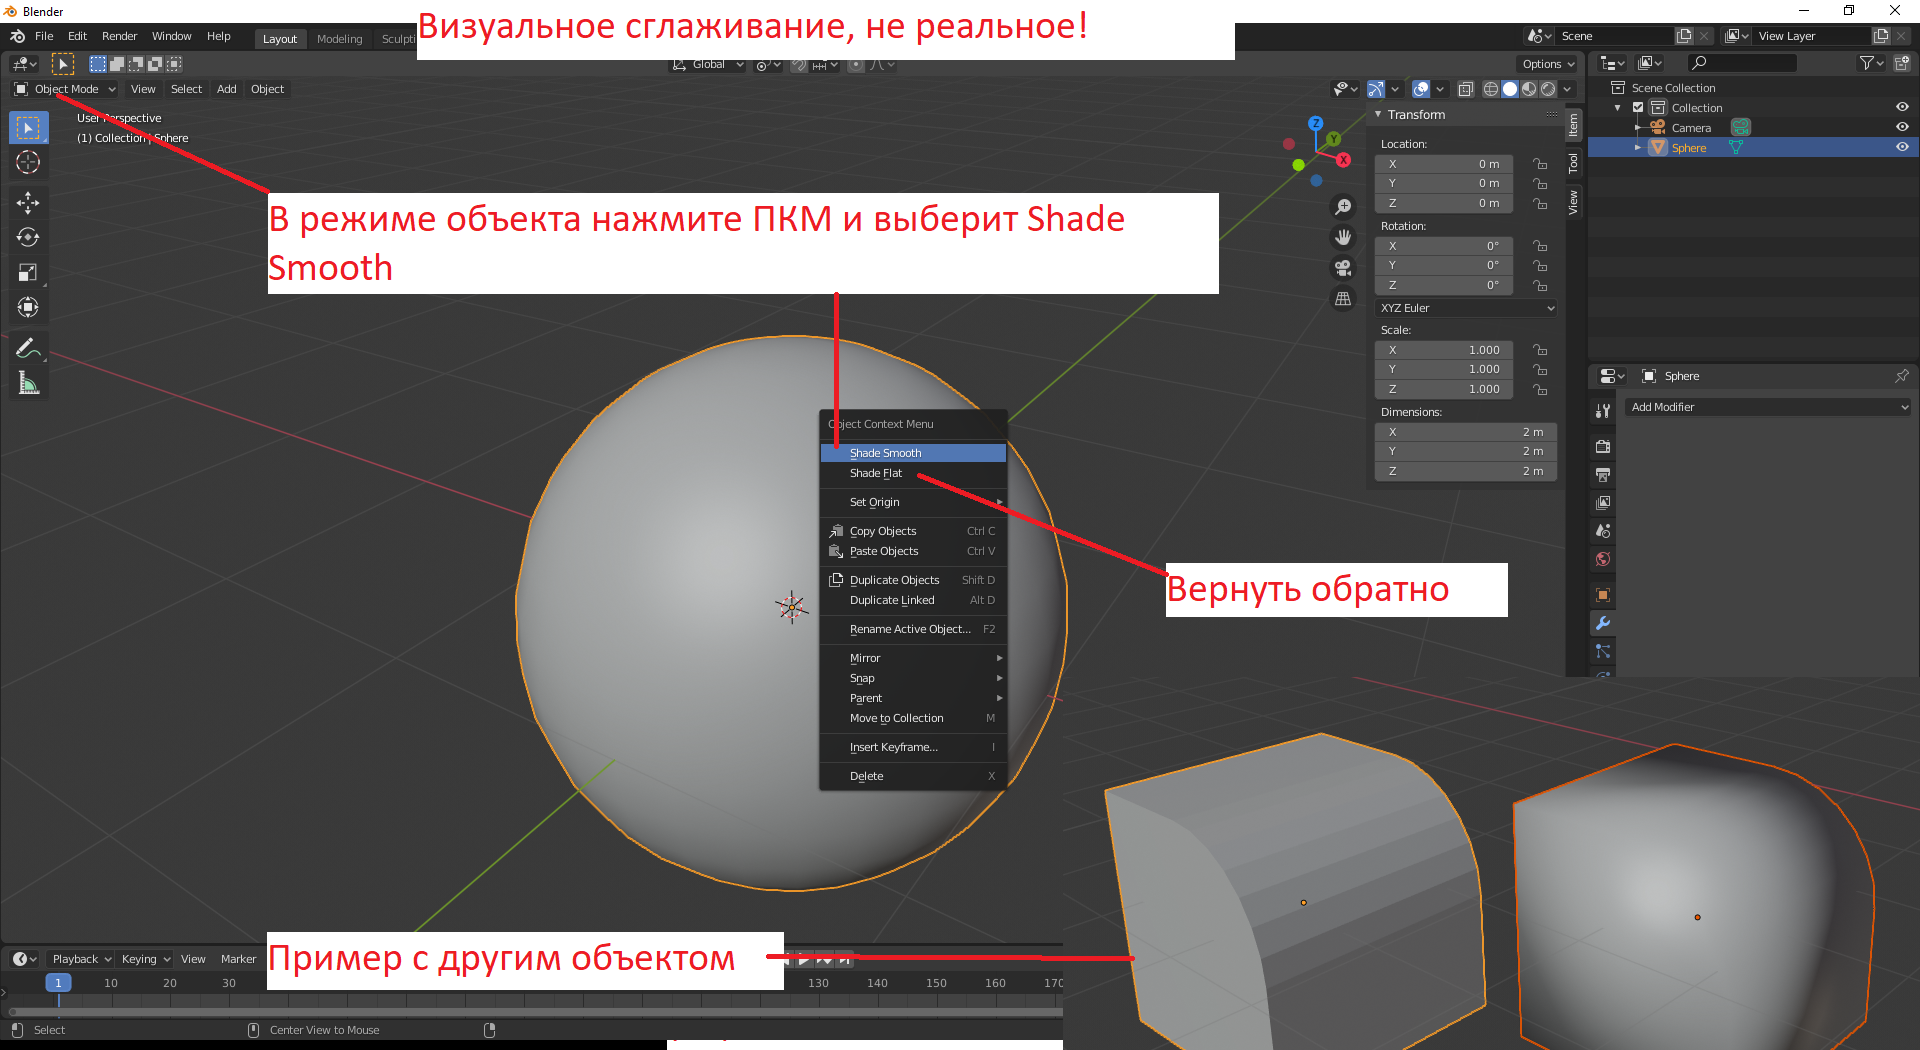 Blender
Визуальное сглаживание, не реальное!
File Edit Render Window Help
Layout Modeling Sculpti
Scene
View Layer
Global
Options
Object Mode View Select Add Object
User Perspective
(1) Collection | Sphere
В режиме объекта нажмите ПКМ и выберит Shade
Smooth
Z
Y
X
Transform
Location:
X 0 m
Y 0 m
Z 0 m
Rotation:
X 0°
Y 0°
Z 0°
XYZ Euler
Scale:
X 1.000
Y 1.000
Z 1.000
Dimensions:
X 2 m
Y 2 m
Z 2 m
Item
Tool
View
Scene Collection
Collection
Camera
Sphere
Sphere
Add Modifier
Object Context Menu
Shade Smooth
Shade Flat
Set Origin
Copy Objects Ctrl C
Paste Objects Ctrl V
Duplicate Objects Shift D
Duplicate Linked Alt D
Rename Active Object... F2
Mirror
Snap
Parent
Move to Collection M
Insert Keyframe... I
Delete X
Вернуть обратно
Пример с другим объектом
Playback Keying View Marker
1 10 20 30 130 140 150 160 170
Select Center View to Mouse